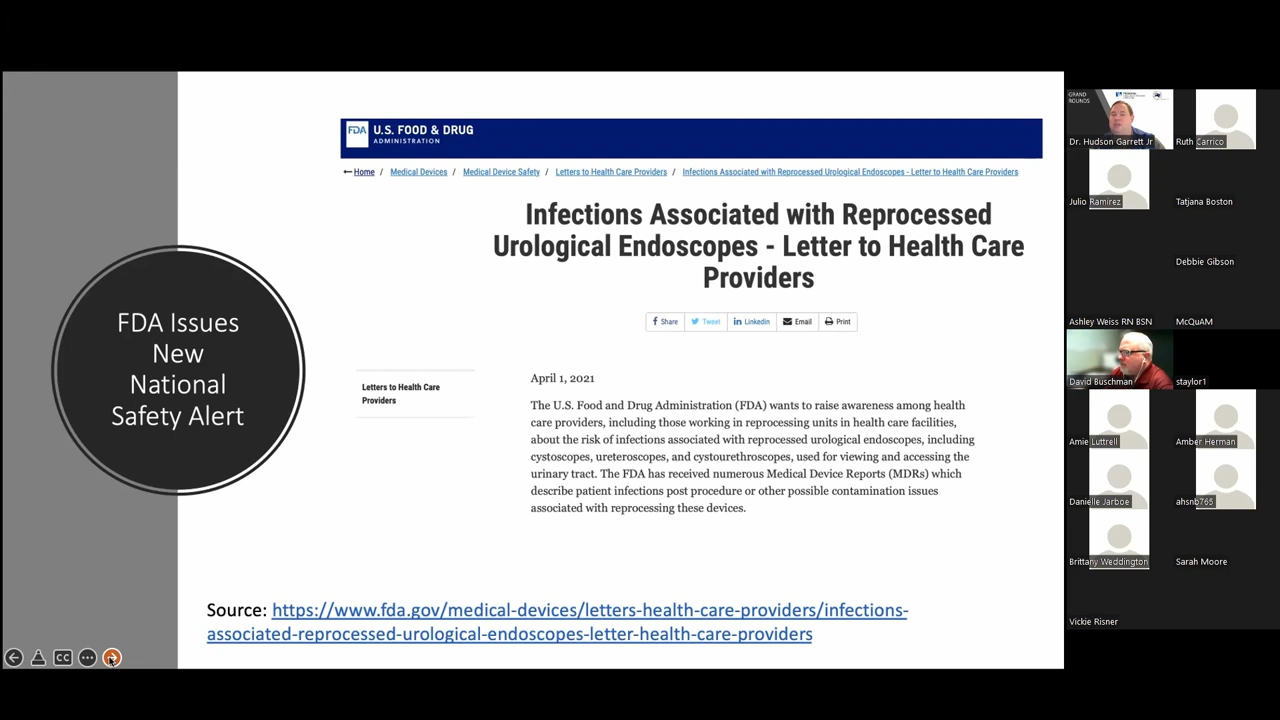 FDA Issues
New
National
Safety Alert
FDA
U.S. FOOD & DRUG
ADMINISTRATION
Home / Medical Devices / Medical Device Safety / Letters to Health Care Providers / Infections Associated with Reprocessed Urological Endoscopes - Letter to Health Care Providers
Infections Associated with Reprocessed
Urological Endoscopes - Letter to Health Care
Providers
Share Tweet Linkedin Email Print
Letters to Health Care
Providers
April 1, 2021
The U.S. Food and Drug Administration (FDA) wants to raise awareness among health
care providers, including those working in reprocessing units in health care facilities,
about the risk of infections associated with reprocessed urological endoscopes, including
cystoscopes, ureteroscopes, and cystourethroscopes, used for viewing and accessing the
urinary tract. The FDA has received numerous Medical Device Reports (MDRs) which
describe patient infections post procedure or other possible contamination issues
associated with reprocessing these devices.
Source: https://www.fda.gov/medical-devices/letters-health-care-providers/infections-
associated-reprocessed-urological-endoscopes-letter-health-care-providers
CC
GRAND
ROUNDS
Dr. Hudson Garrett Jr
Ruth Carrico
Julio Ramirez
Tatjana Boston
Debbie Gibson
Ashley Weiss RN BSN
McQuAM
David Buschman
staylor1
Amie Luttrell
Amber Herman
Danielle Jarboe
ahsnb765
Brittany Weddington
Sarah Moore
Vickie Risner